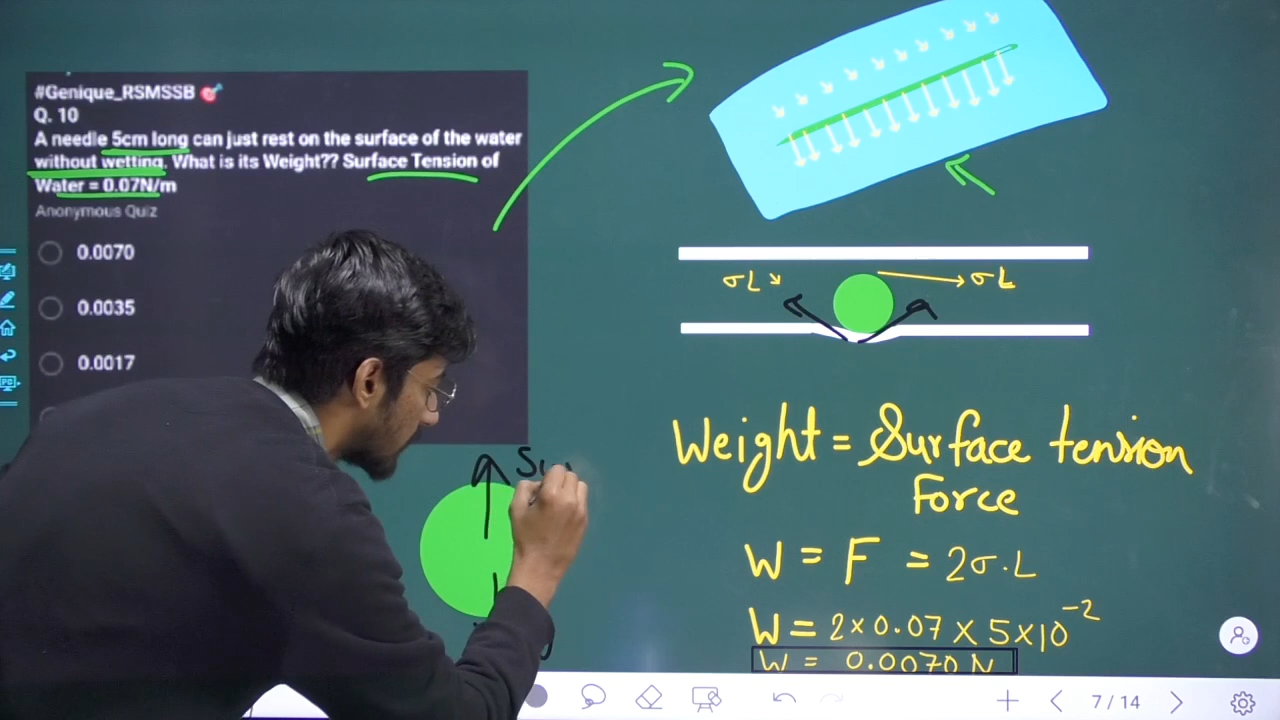 #Genique_RSMSSB 🎯
Q. 10
A needle 5cm long can just rest on the surface of the water
without wetting. What is its Weight?? Surface Tension of
Water = 0.07N/m
Anonymous Quiz
0.0070
0.0035
0.0017
σL
σL
Weight = Surface tension
Force
W = F = 2σ.L
W = 2×0.07×5×10⁻²
W = 0.0070 N
7/14